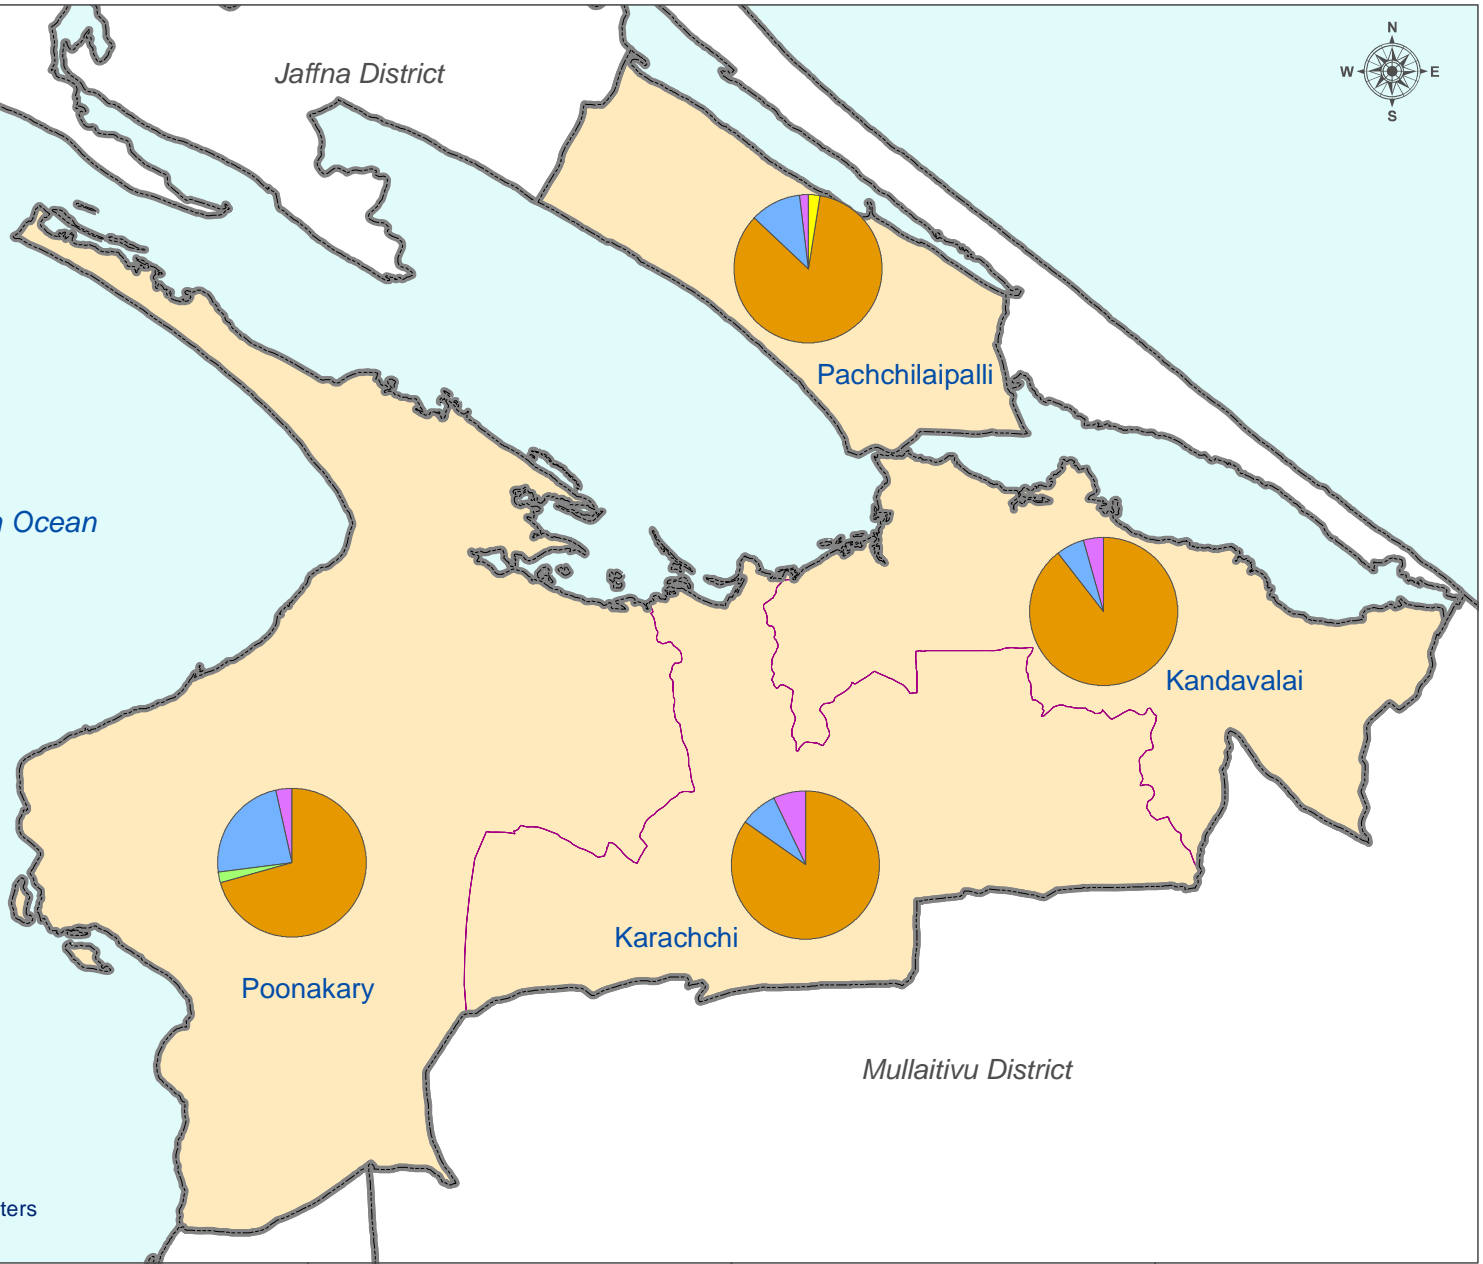 N
Jaffna District
W E
S
Pachchilaipalli
Ocean
Kandavalai
Karachchi
Poonakary
Mullaitivu District
ters